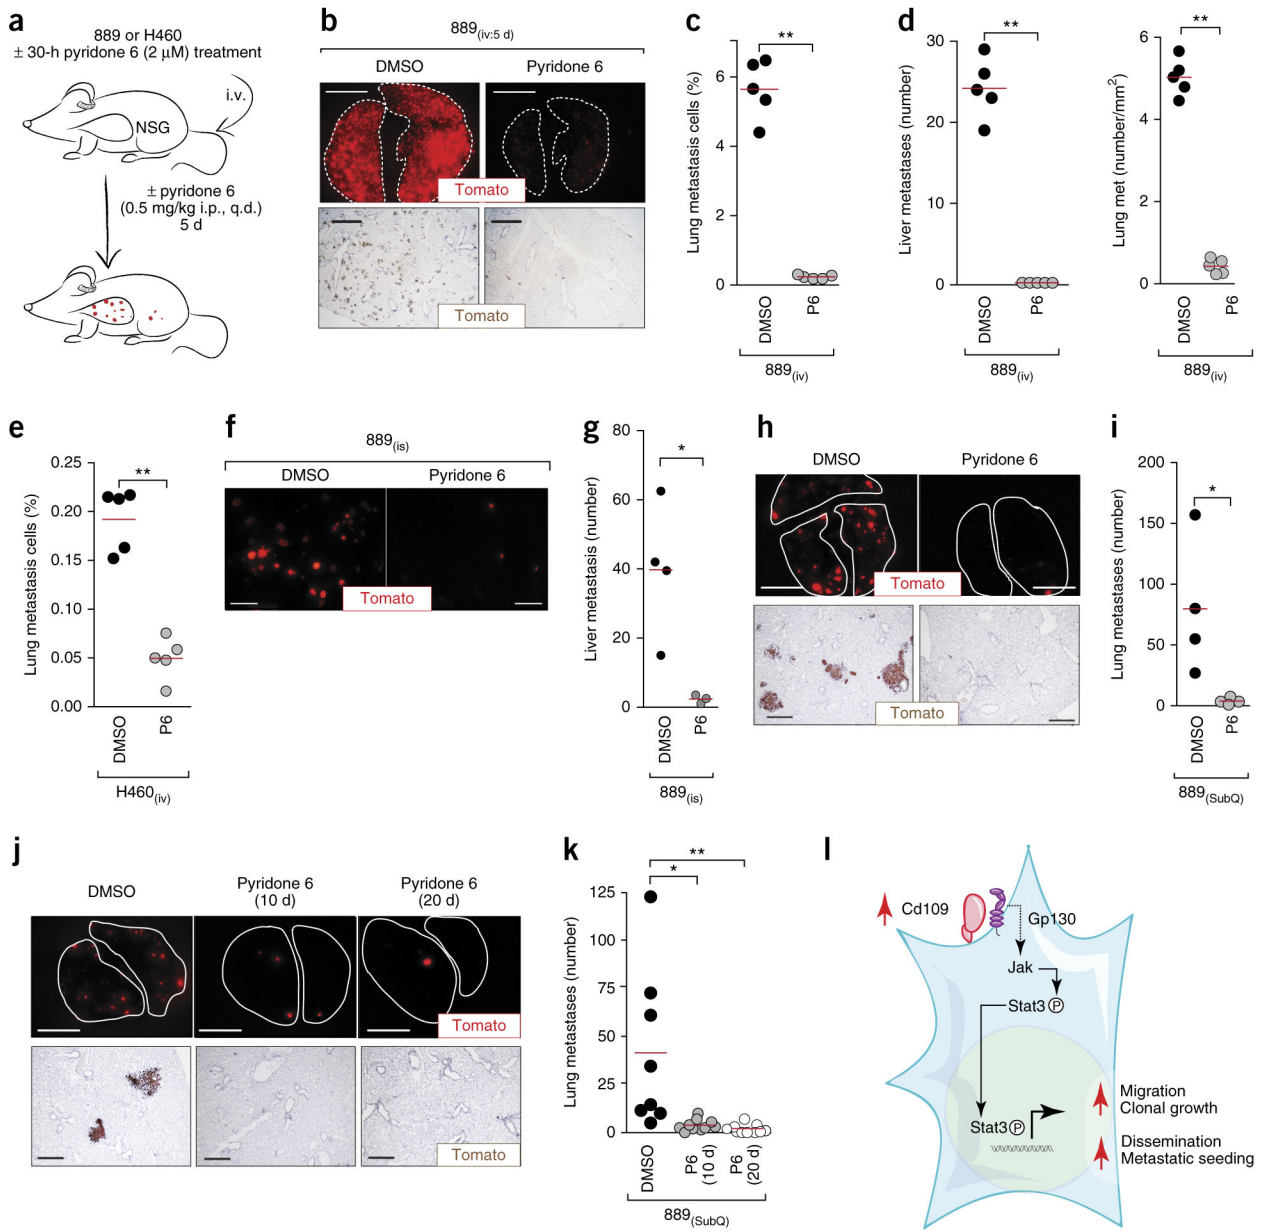 a
889 or H460
± 30-h pyridone 6 (2 μM) treatment
i.v.
NSG
± pyridone 6
(0.5 mg/kg i.p., q.d.)
5 d
b
889(iv:5 d)
DMSO
Pyridone 6
Tomato
Tomato
c
Lung metastasis cells (%)
**
6
4
2
0
DMSO
P6
889(iv)
d
Liver metastases (number)
**
30
20
10
0
DMSO
P6
889(iv)
Lung met (number/mm2)
**
6
4
2
0
DMSO
P6
889(iv)
e
Lung metastasis cells (%)
**
0.25
0.20
0.15
0.10
0.05
0.00
DMSO
P6
H460(iv)
f
889(is)
DMSO
Pyridone 6
Tomato
g
Liver metastasis (number)
*
80
60
40
20
0
DMSO
P6
889(is)
h
DMSO
Pyridone 6
Tomato
Tomato
i
Lung metastases (number)
*
200
150
100
50
0
DMSO
P6
889(SubQ)
j
DMSO
Pyridone 6
(10 d)
Pyridone 6
(20 d)
Tomato
Tomato
k
Lung metastases (number)
**
*
125
100
75
50
25
0
DMSO
P6
(10 d)
P6
(20 d)
889(SubQ)
l
Cd109
Gp130
Jak
Stat3 P
Stat3 P
Migration
Clonal growth
Dissemination
Metastatic seeding